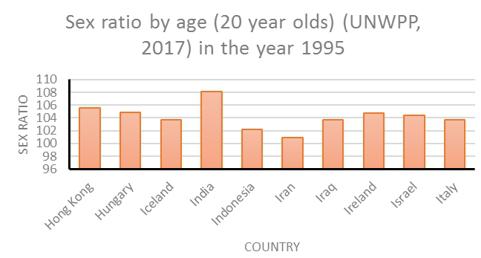 Sex ratio by age (20 year olds) (UNWPP,
2017) in the year 1995
SEX RATIO
110
108
106
104
102
100
98
96
Hong Kong
Hungary
Iceland
India
Indonesia
Iran
Iraq
Ireland
Israel
Italy
COUNTRY